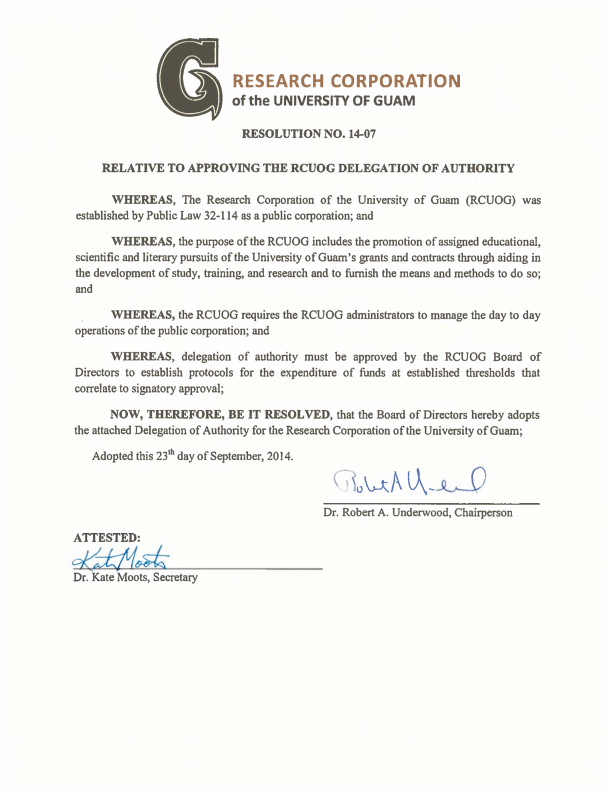 G RESEARCH CORPORATION
of the UNIVERSITY OF GUAM
RESOLUTION NO. 14-07
RELATIVE TO APPROVING THE RCUOG DELEGATION OF AUTHORITY
WHEREAS, The Research Corporation of the University of Guam (RCUOG) was
established by Public Law 32-114 as a public corporation; and
WHEREAS, the purpose of the RCUOG includes the promotion of assigned educational,
scientific and literary pursuits of the University of Guam's grants and contracts through aiding in
the development of study, training, and research and to furnish the means and methods to do so;
and
WHEREAS, the RCUOG requires the RCUOG administrators to manage the day to day
operations of the public corporation; and
WHEREAS, delegation of authority must be approved by the RCUOG Board of
Directors to establish protocols for the expenditure of funds at established thresholds that
correlate to signatory approval;
NOW, THEREFORE, BE IT RESOLVED, that the Board of Directors hereby adopts
the attached Delegation of Authority for the Research Corporation of the University of Guam;
Adopted this 23th day of September, 2014.
Robert A Underwood
Dr. Robert A. Underwood, Chairperson
ATTESTED:
Kate Moots
Dr. Kate Moots, Secretary